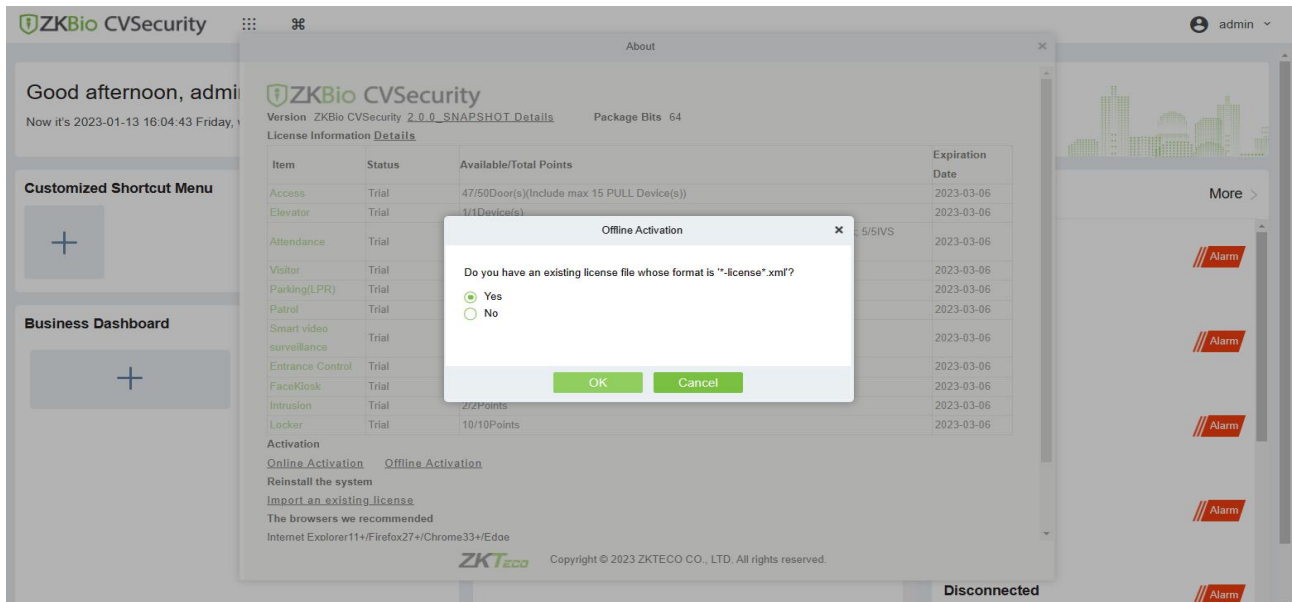 ZKBio CVSecurity
admin
About
Good afternoon, admi
Now it's 2023-01-13 16:04:43 Friday,
Customized Shortcut Menu
Business Dashboard
ZKBio CVSecurity
Version ZKBio CVSecurity 2.0.0_SNAPSHOT Details Package Bits 64
License Information Details
Item Status Available/Total Points Expiration Date
Access Trial 47/50Door(s)(Include max 15 PULL Device(s)) 2023-03-06
Elevator Trial 1/1Device(s) 2023-03-06
Attendance Trial 5/5IVS 2023-03-06
Visitor Trial 2023-03-06
Parking(LPR) Trial 2023-03-06
Patrol Trial 2023-03-06
Smart video surveillance Trial 2023-03-06
Entrance Control Trial 2023-03-06
FaceKiosk Trial 2023-03-06
Intrusion Trial 2/2Points 2023-03-06
Locker Trial 10/10Points 2023-03-06
Activation
Online Activation Offline Activation
Reinstall the system
Import an existing license
The browsers we recommended
Internet Explorer11+/Firefox27+/Chrome33+/Edge
ZKTeco Copyright © 2023 ZKTECO CO., LTD. All rights reserved.
Offline Activation
Do you have an existing license file whose format is '*-license*.xml'?
Yes
No
OK Cancel
More
Alarm
Alarm
Alarm
Alarm
Disconnected
Alarm